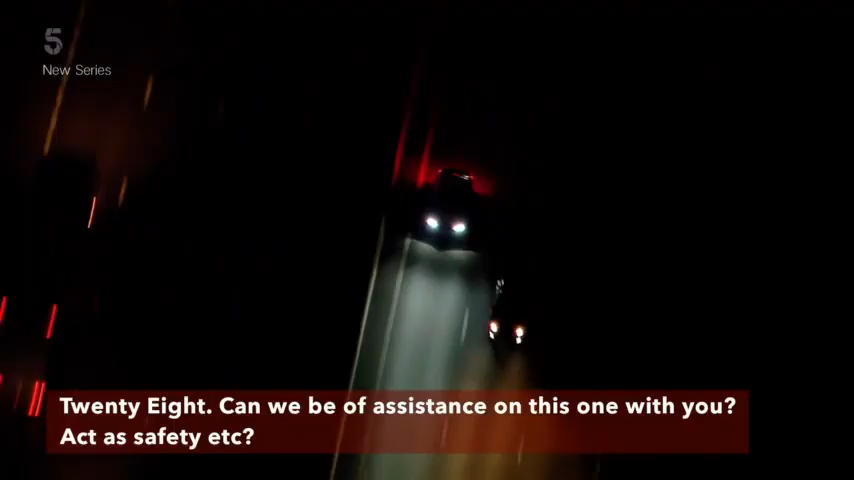 5
New Series
Twenty Eight. Can we be of assistance on this one with you?
Act as safety etc?